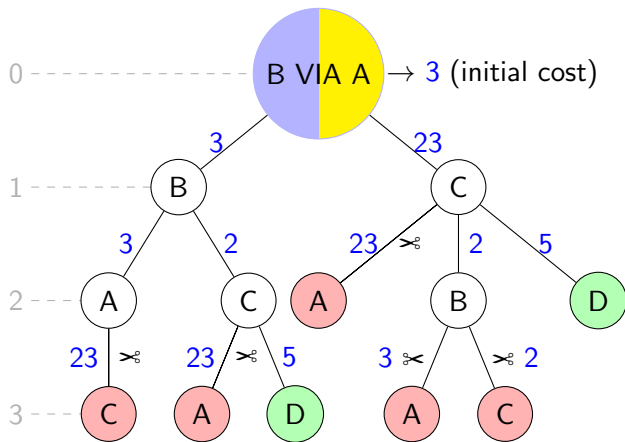 0 B VIA A → 3 (initial cost)
3 23
1 B C
3 2 23 ✂ 2 5
2 A C A B D
23 ✂ 23 ✂ 5 3 ✂ ✂ 2
3 C A D A C